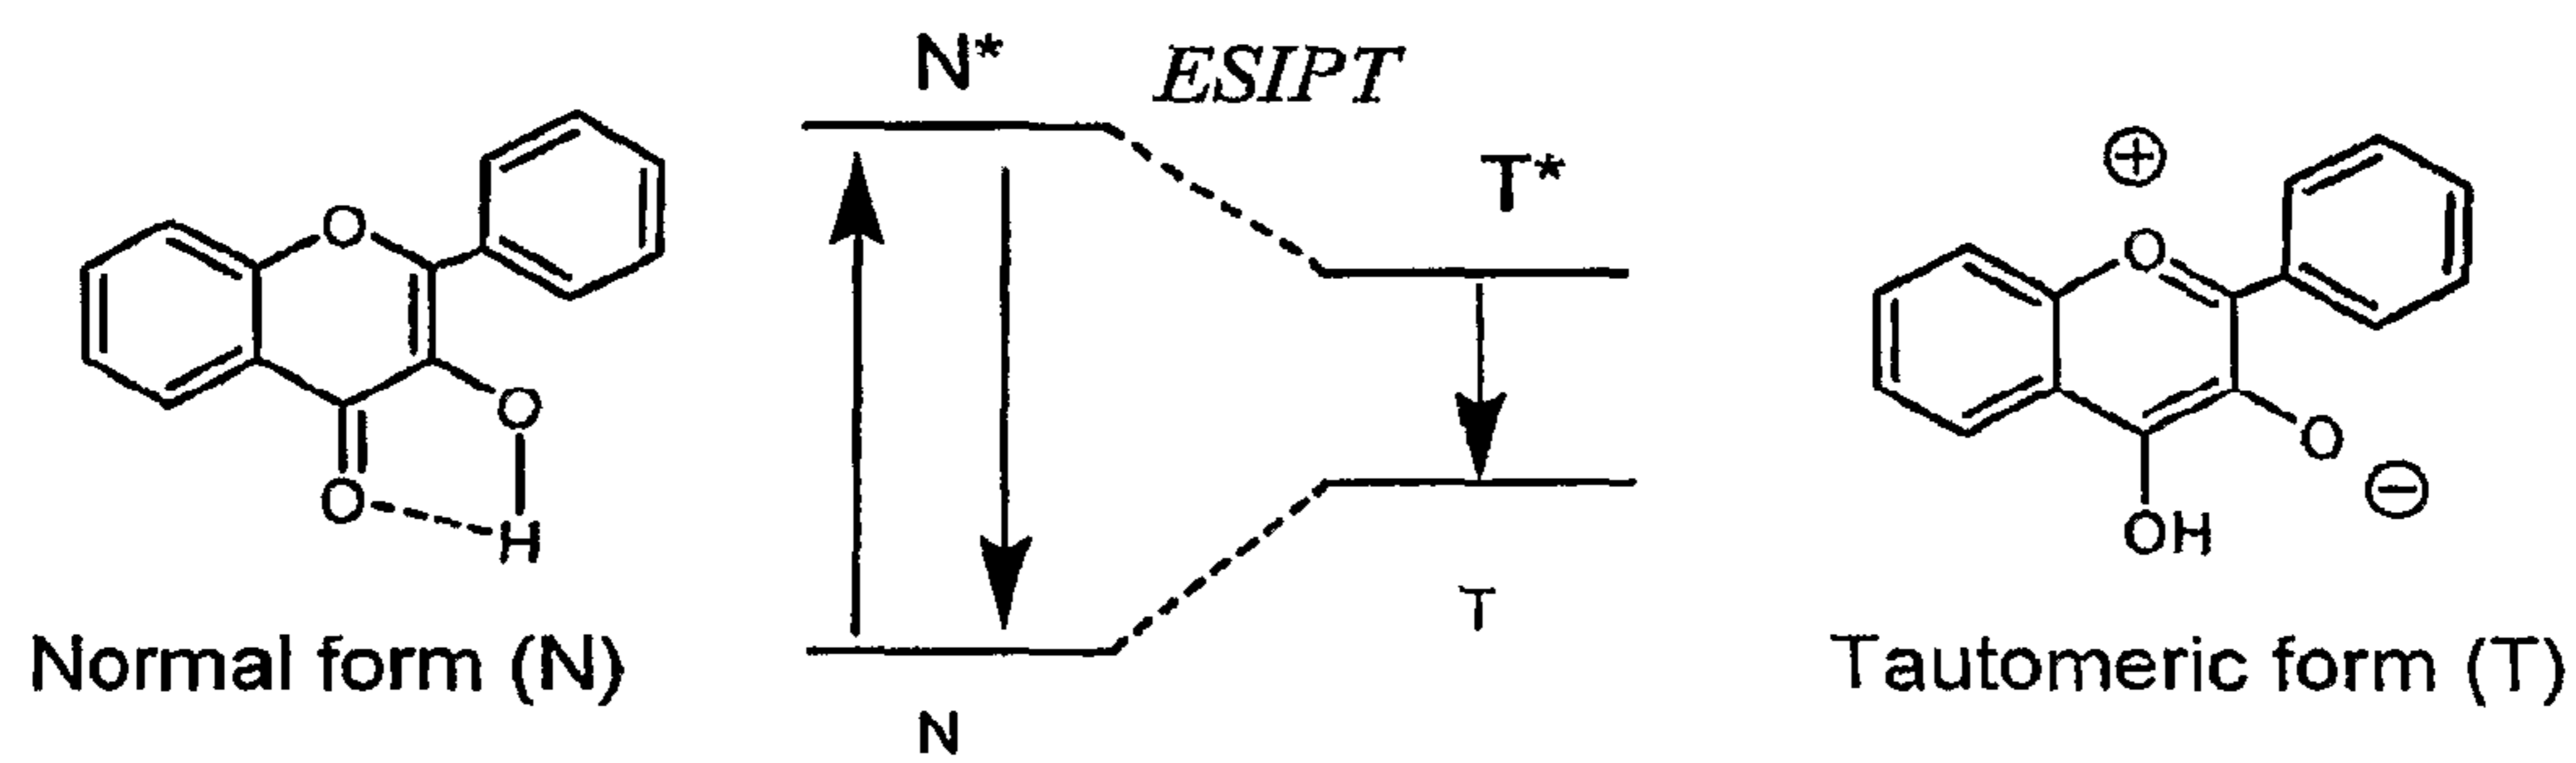 N*
ESIPT
T*
O
O
O
H
⊕
O
O
⊖
OH
T
N
Normal form (N)
Tautomeric form (T)